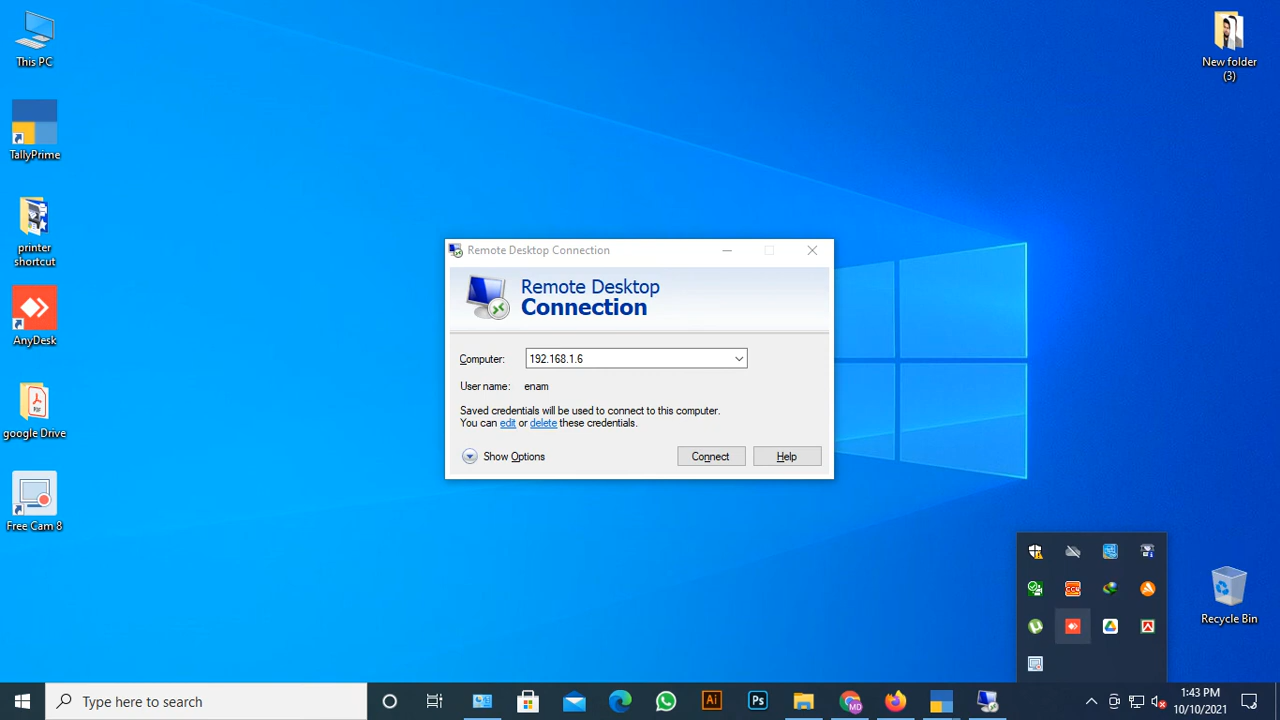 This PC
TallyPrime
printer
shortcut
AnyDesk
google Drive
Free Cam 8
New folder
(3)
Remote Desktop Connection
Remote Desktop
Connection
Computer: 192.168.1.6
User name: enam
Saved credentials will be used to connect to this computer.
You can edit or delete these credentials.
Show Options Connect Help
Recycle Bin
Type here to search
Ai
Ps
MD
1:43 PM
10/10/2021